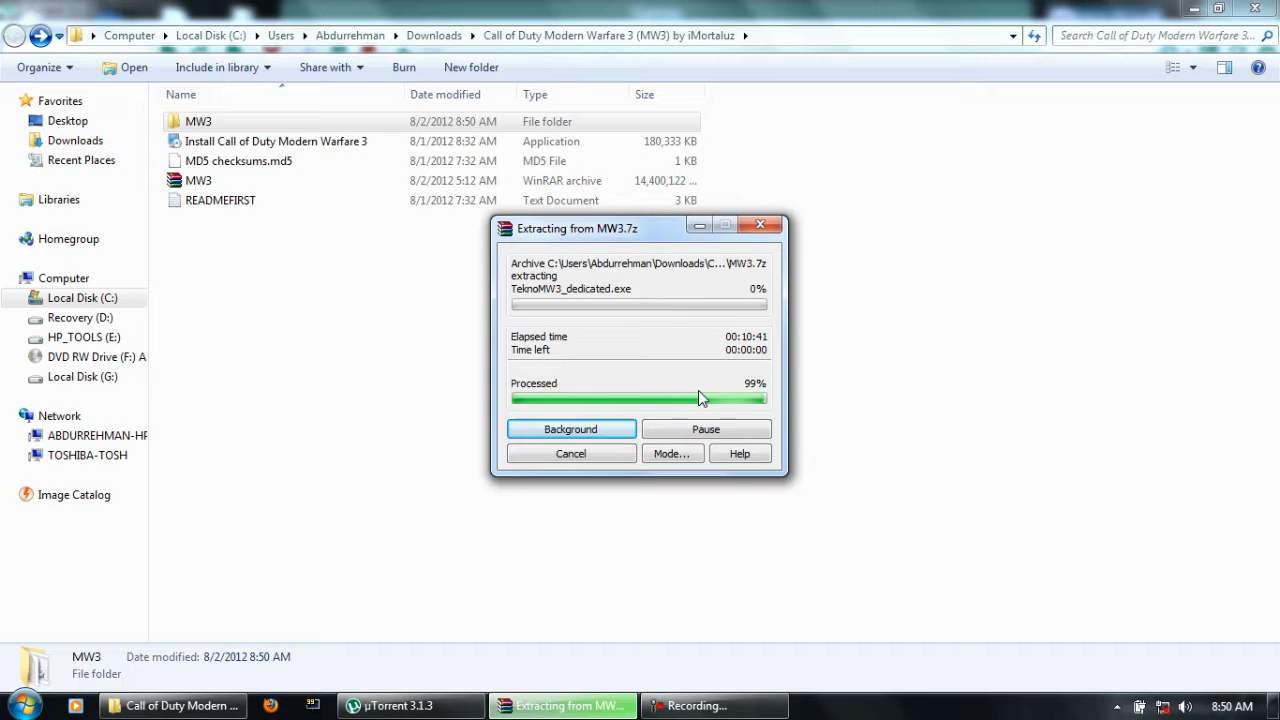 Computer Local Disk (C:) Users Abdurrehman Downloads Call of Duty Modern Warfare 3 (MW3) by iMortaluz Search Call of Duty Modern Warfare 3...
Organize Open Include in library Share with Burn New folder
Name Date modified Type Size
Favorites
Desktop
Downloads
Recent Places
Libraries
Homegroup
Computer
Local Disk (C:)
Recovery (D:)
HP_TOOLS (E:)
DVD RW Drive (F:) A
Local Disk (G:)
Network
ABDURREHMAN-HP
TOSHIBA-TOSH
Image Catalog
MW3 8/2/2012 8:50 AM File folder
Install Call of Duty Modern Warfare 3 8/1/2012 8:32 AM Application 180,333 KB
MD5 checksums.md5 8/1/2012 7:32 AM MD5 File 1 KB
MW3 8/2/2012 5:12 AM WinRAR archive 14,400,122 ...
READMEFIRST 8/1/2012 7:32 AM Text Document 3 KB
Extracting from MW3.7z
Archive C:\Users\Abdurrehman\Downloads\C...\MW3.7z
extracting
TeknoMW3_dedicated.exe 0%
Elapsed time 00:10:41
Time left 00:00:00
Processed 99%
Background Pause
Cancel Mode... Help
MW3 Date modified: 8/2/2012 8:50 AM
File folder
Call of Duty Modern ... µTorrent 3.1.3 Extracting from MW... Recording... 8:50 AM